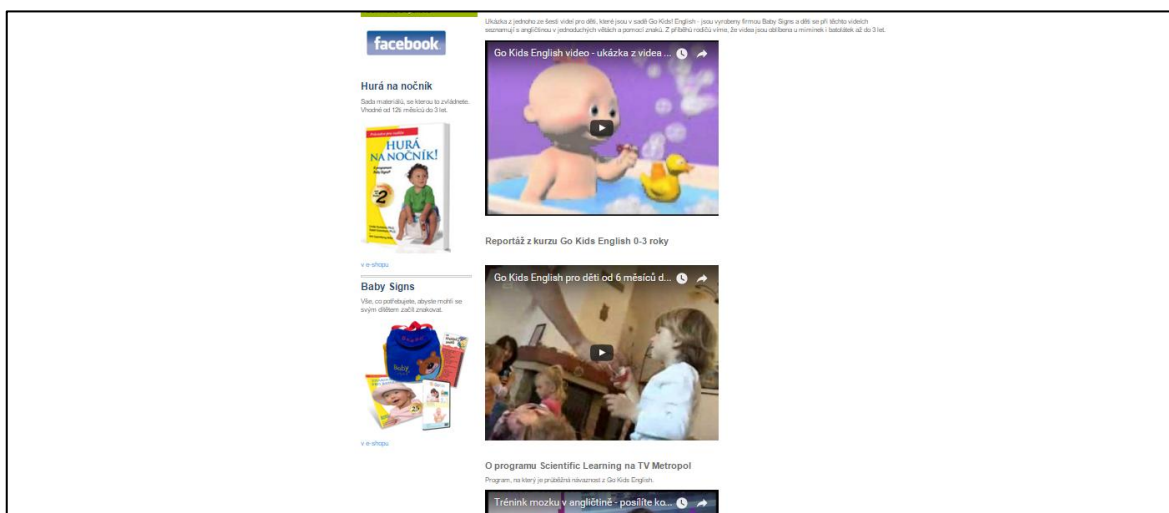 facebook
Hurá na nočník
Sada materiálů, se kterou to zvládnete.
Vhodné od 12ti měsíců do 3 let.
HURÁ
NA NOČNÍK!
2
v e-shopu
Baby Signs
Vše, co potřebujete, abyste mohli se
svým dítětem začít znakovat.
Baby
v e-shopu
Ukázka z jednoho ze šesti videí pro děti, které jsou v sadě Go Kids! English - jsou vyrobeny firmou Baby Signs a děti se při těchto videích
seznamují s angličtinou v jednoduchých větách a pomocí znaků. Z příběhů rodičů víme, že videa jsou oblíbena u miminek i batolátek až do 3 let.
Go Kids English video - ukázka z videa ...
Reportáž z kurzu Go Kids English 0-3 roky
Go Kids English pro děti od 6 měsíců d...
O programu Scientific Learning na TV Metropol
Program, na který je průběžná návaznost z Go Kids English.
Trénink mozku v angličtině - posílíte ko...